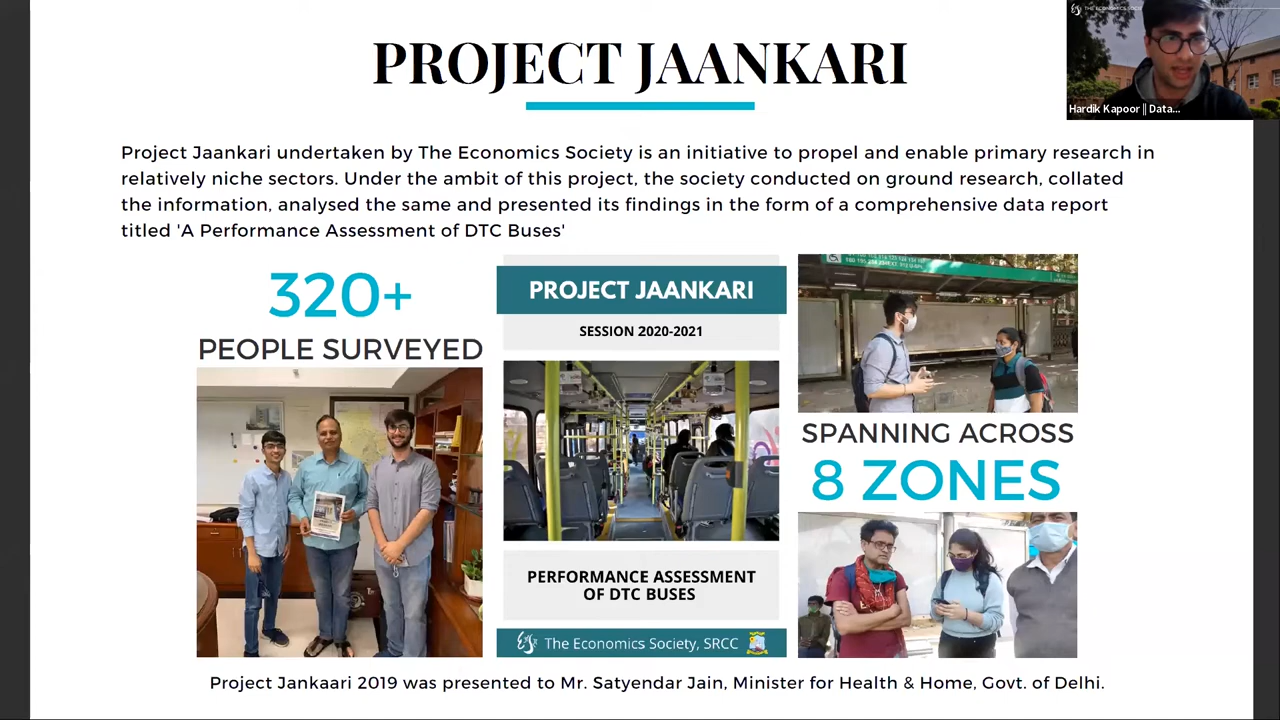 PROJECT JAANKARI
THE ECONOMICS
Hardik Kapoor || Data...
Project Jaankari undertaken by The Economics Society is an initiative to propel and enable primary research in
relatively niche sectors. Under the ambit of this project, the society conducted on ground research, collated
the information, analysed the same and presented its findings in the form of a comprehensive data report
titled 'A Performance Assessment of DTC Buses'
320+
PEOPLE SURVEYED
PROJECT JAANKARI
SESSION 2020-2021
PERFORMANCE ASSESSMENT
OF DTC BUSES
The Economics Society, SRCC
SPANNING ACROSS
8 ZONES
Project Jankaari 2019 was presented to Mr. Satyendar Jain, Minister for Health & Home, Govt. of Delhi.